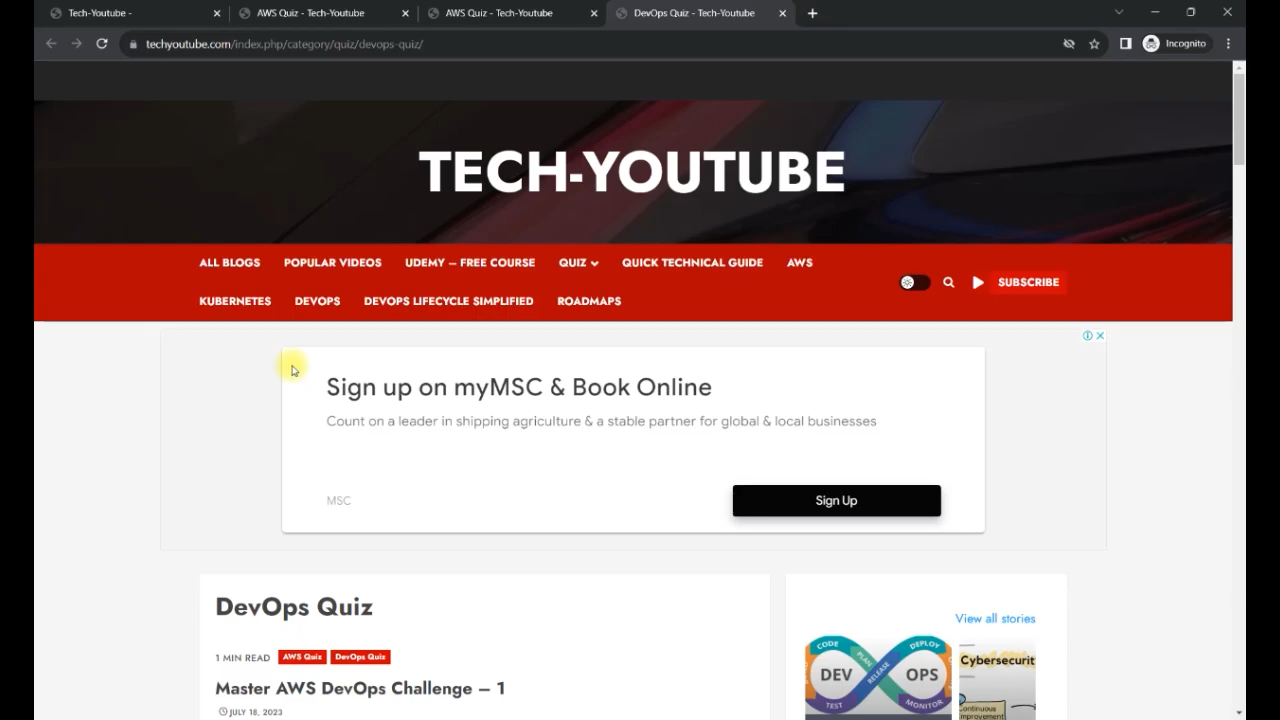 Tech-Youtube -
AWS Quiz - Tech-Youtube
AWS Quiz - Tech-Youtube
DevOps Quiz - Tech-Youtube
techyoutube.com/index.php/category/quiz/devops-quiz/
Incognito
TECH-YOUTUBE
ALL BLOGS POPULAR VIDEOS UDEMY – FREE COURSE QUIZ QUICK TECHNICAL GUIDE AWS
KUBERNETES DEVOPS DEVOPS LIFECYCLE SIMPLIFIED ROADMAPS
SUBSCRIBE
Sign up on myMSC & Book Online
Count on a leader in shipping agriculture & a stable partner for global & local businesses
MSC
Sign Up
DevOps Quiz
1 MIN READ AWS Quiz DevOps Quiz
Master AWS DevOps Challenge – 1
JULY 18, 2023
View all stories
CODE
PLAN
RELEASE
DEPLOY
DEV
OPS
TEST
MONITOR
Cybersecurit
Continuous
Improvement